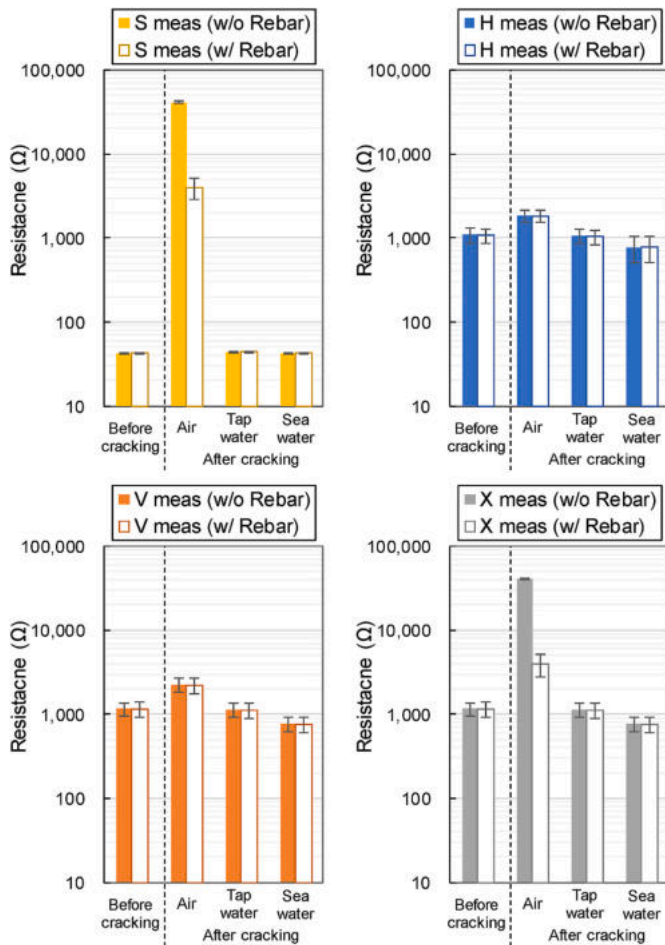 S meas (w/o Rebar)
S meas (w/ Rebar)
100,000
10,000
1,000
100
10
Resistacne (Ω)
Before
cracking
Air
Tap
water
Sea
water
After cracking
H meas (w/o Rebar)
H meas (w/ Rebar)
100,000
10,000
1,000
100
10
Resistacne (Ω)
Before
cracking
Air
Tap
water
Sea
water
After cracking
V meas (w/o Rebar)
V meas (w/ Rebar)
100,000
10,000
1,000
100
10
Resistacne (Ω)
Before
cracking
Air
Tap
water
Sea
water
After cracking
X meas (w/o Rebar)
X meas (w/ Rebar)
100,000
10,000
1,000
100
10
Resistacne (Ω)
Before
cracking
Air
Tap
water
Sea
water
After cracking